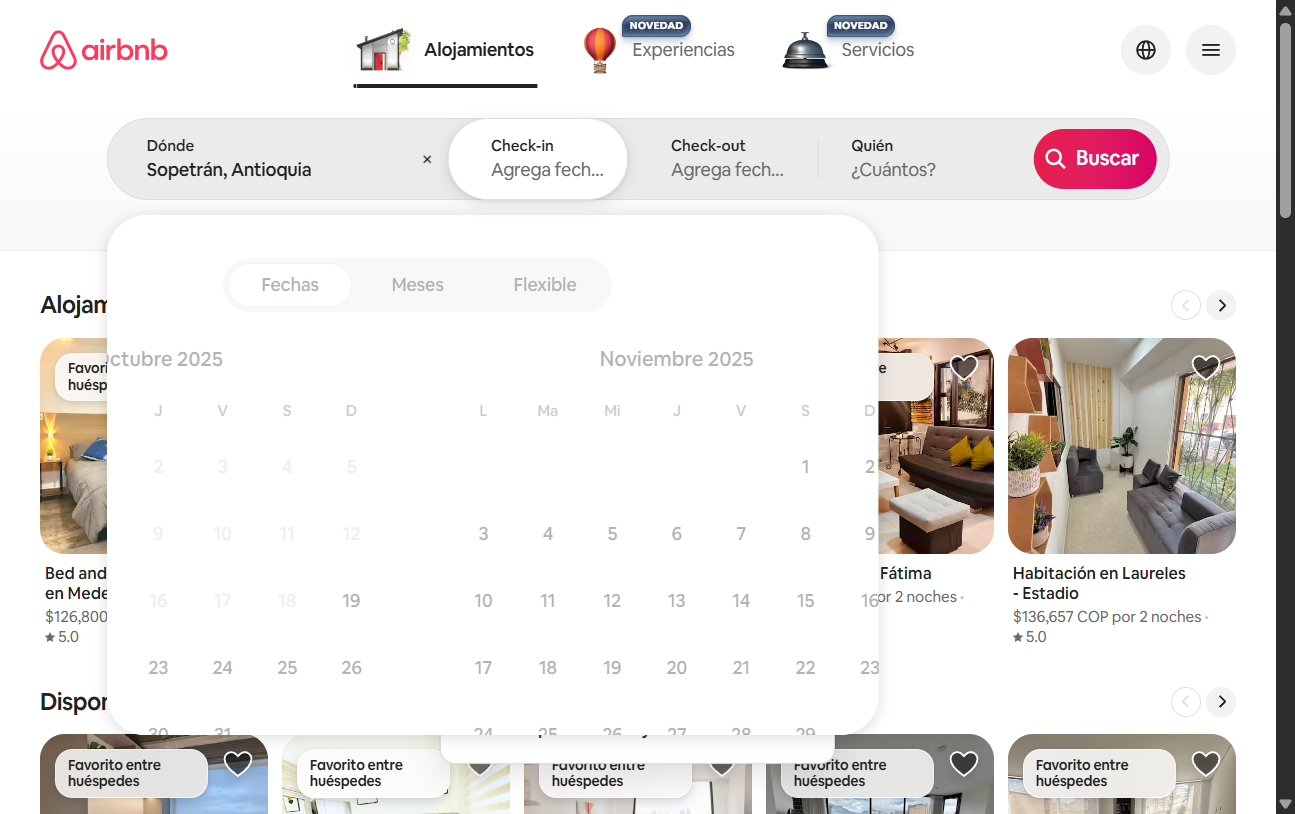 airbnb
Alojamientos
NOVEDAD
Experiencias
NOVEDAD
Servicios
Dónde
Sopetrán, Antioquia
×
Check-in
Agrega fech...
Check-out
Agrega fech...
Quién
¿Cuántos?
Buscar
Fechas
Meses
Flexible
ctubre 2025
J V S D
2 3 4 5
9 10 11 12
16 17 18 19
23 24 25 26
30 31
Noviembre 2025
L Ma Mi J V S D
1 2
3 4 5 6 7 8 9
10 11 12 13 14 15 16
17 18 19 20 21 22 23
24 25 26 27 28 29
Alojam
Favori
huésp
Bed and
en Mede
$126,800
5.0
re
Fátima
or 2 noches ·
Habitación en Laureles
- Estadio
$136,657 COP por 2 noches ·
5.0
Dispor
Favorito entre
huéspedes
Favorito entre
huéspedes
Favorito entre
huéspedes
Favorito entre
huéspedes
Favorito entre
huéspedes